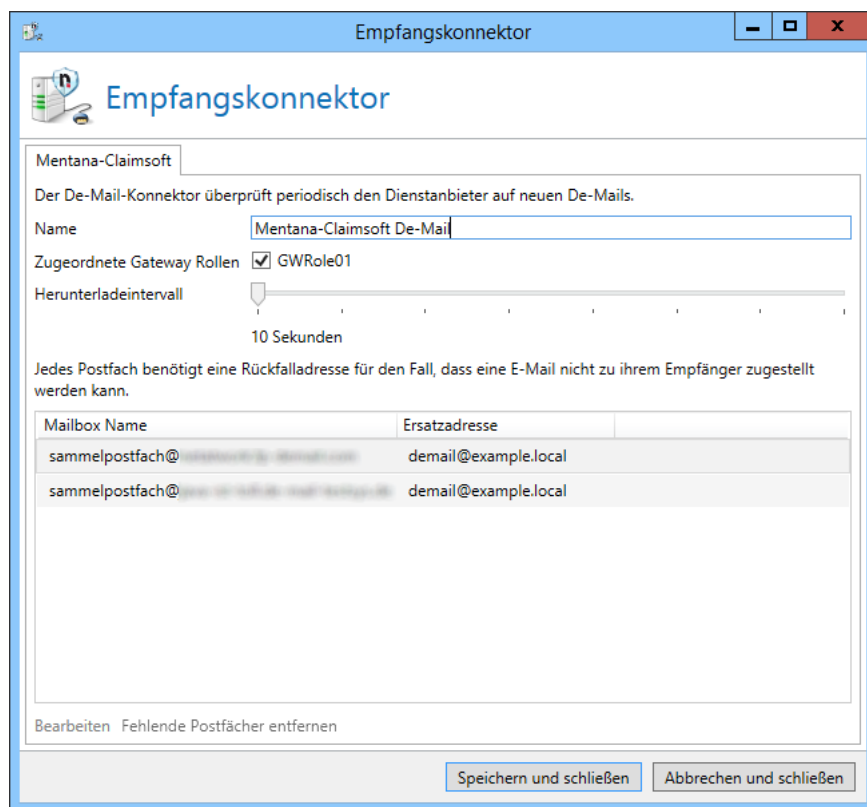 Empfangskonnektor
Empfangskonnektor
Mentana-Claimsoft
Der De-Mail-Konnektor überprüft periodisch den Dienstanbieter auf neuen De-Mails.
Name Mentana-Claimsoft De-Mail
Zugeordnete Gateway Rollen GWRole01
Herunterladeintervall
10 Sekunden
Jedes Postfach benötigt eine Rückfalladresse für den Fall, dass eine E-Mail nicht zu ihrem Empfänger zugestellt
werden kann.
Mailbox Name Ersatzadresse
sammelpostfach@ demail@example.local
sammelpostfach@ demail@example.local
Bearbeiten Fehlende Postfächer entfernen
Speichern und schließen Abbrechen und schließen